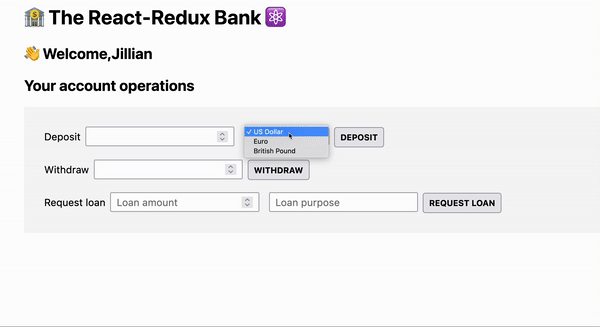 🏦 The React-Redux Bank ⚛️
👋 Welcome,Jillian
Your account operations
Deposit ✓ US Dollar DEPOSIT
Euro
British Pound
Withdraw WITHDRAW
Request loan Loan amount Loan purpose REQUEST LOAN